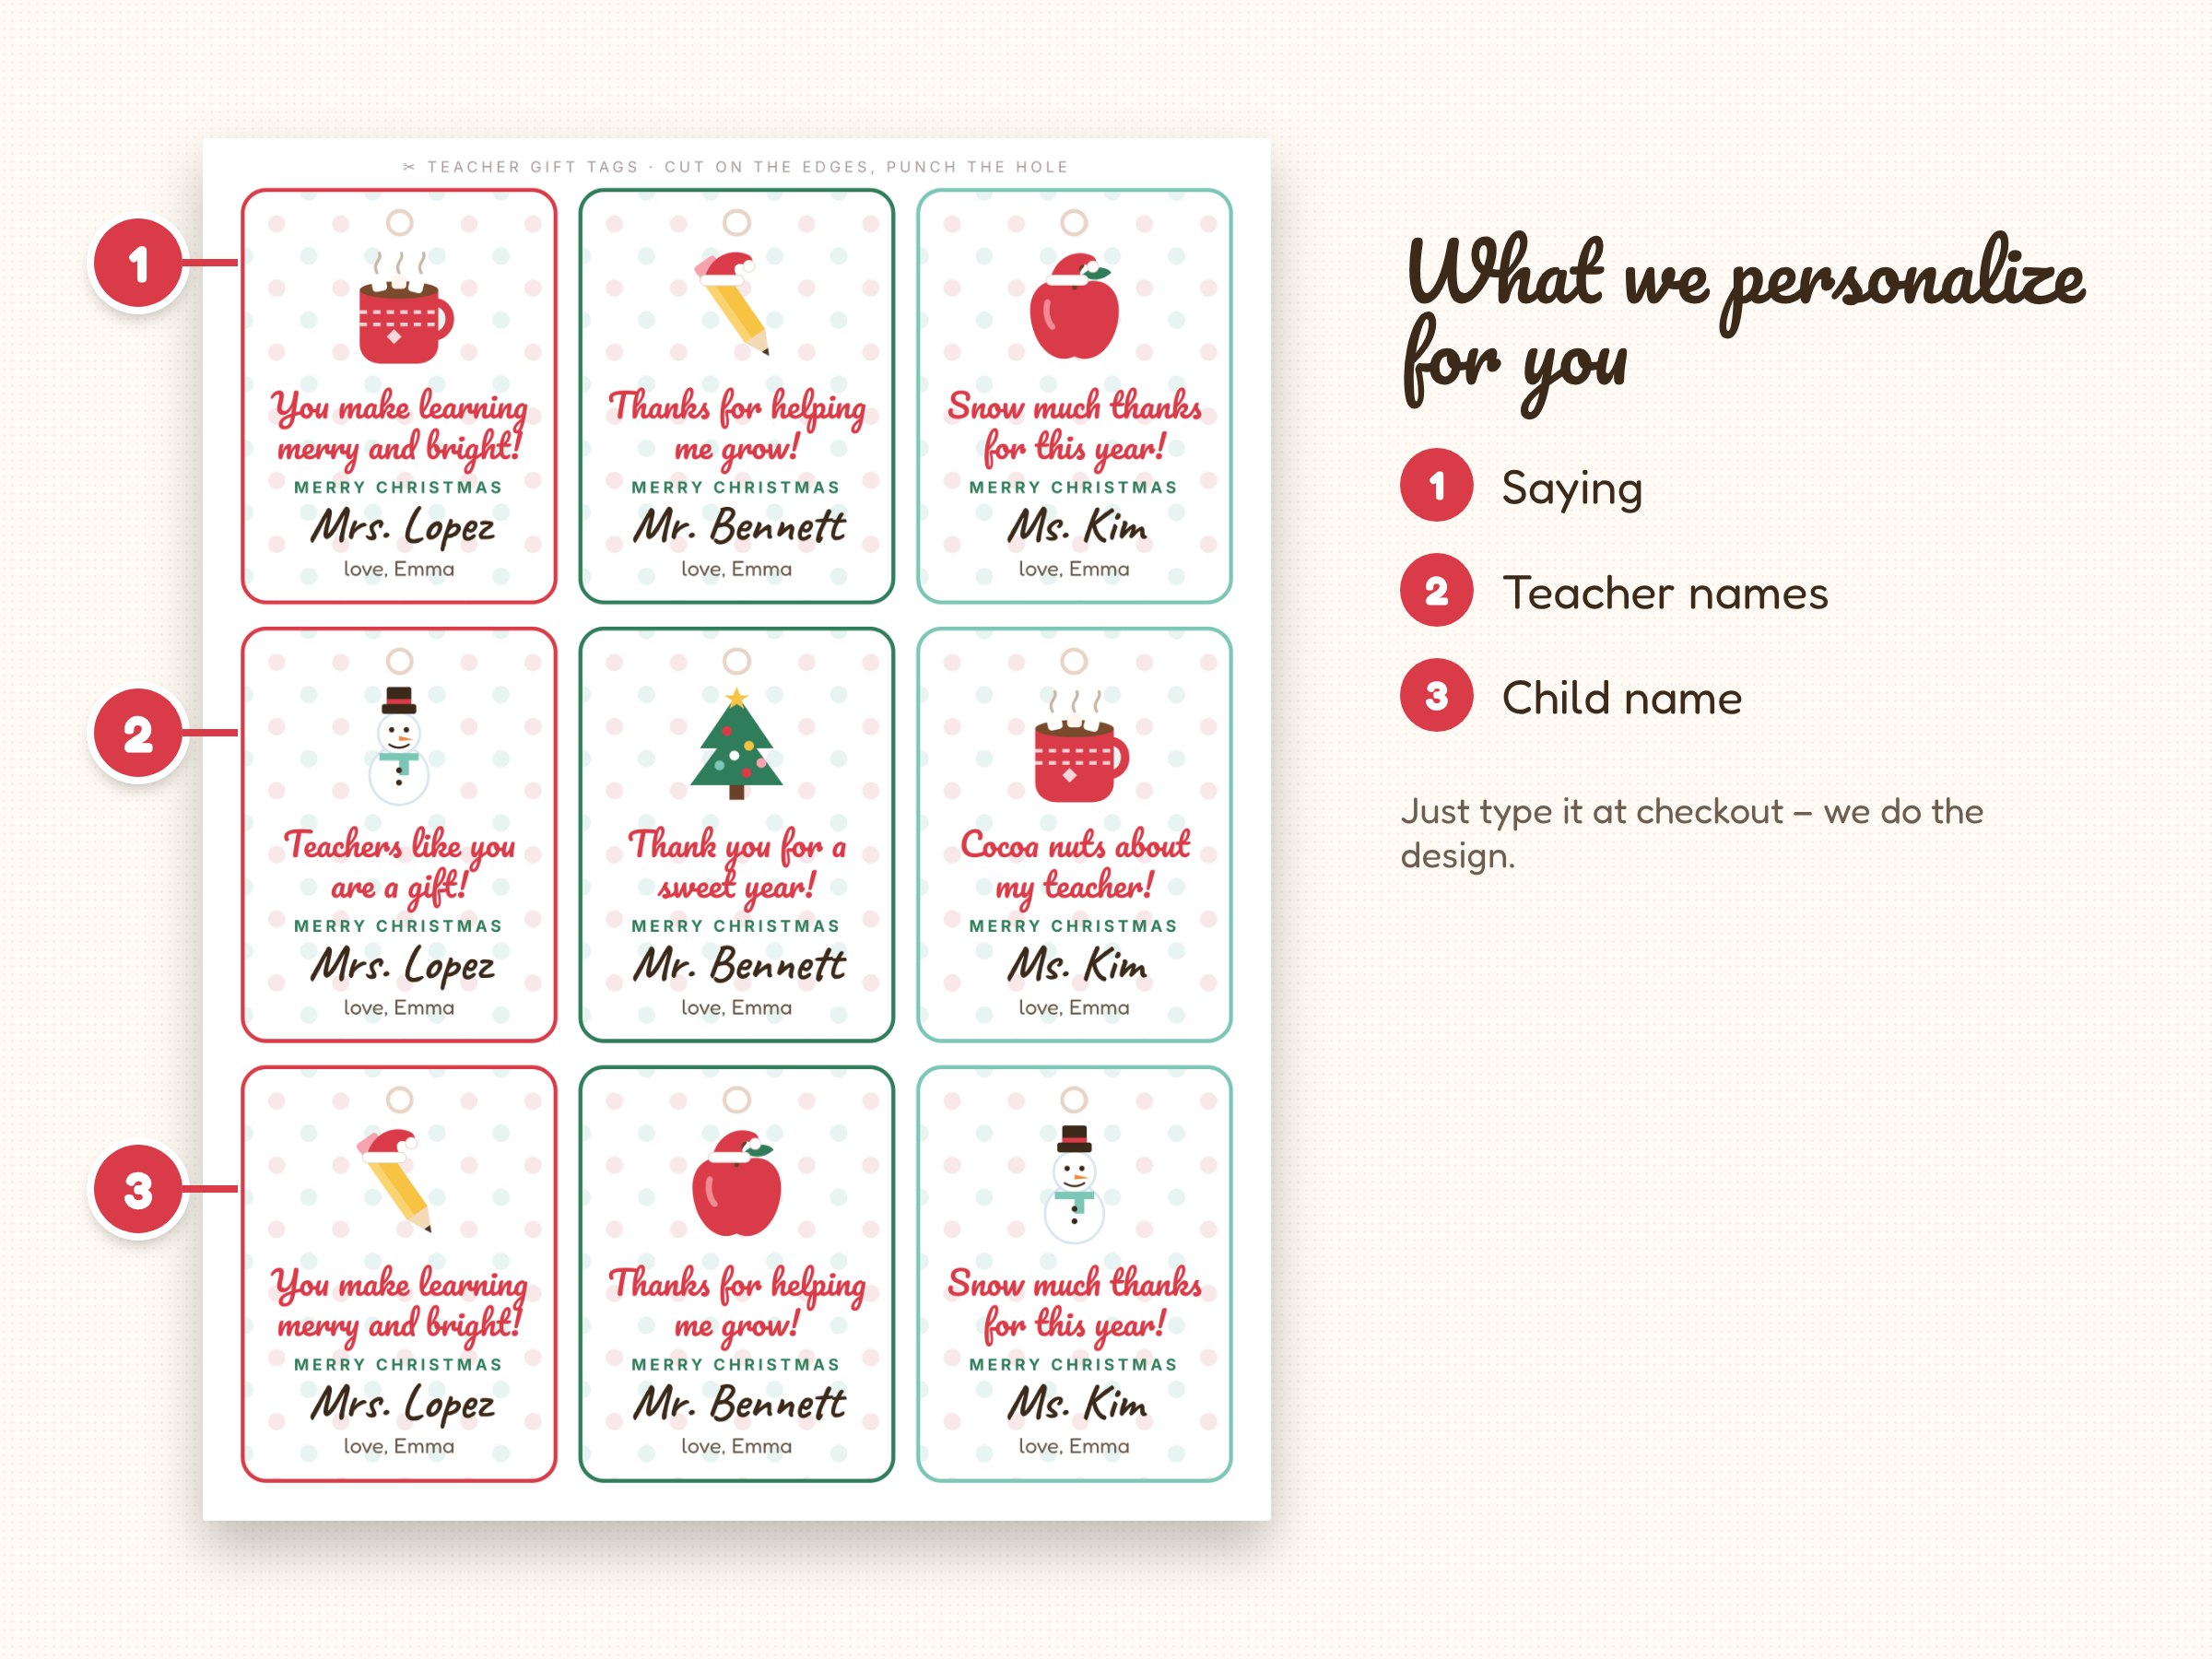 ✂ TEACHER GIFT TAGS · CUT ON THE EDGES, PUNCH THE HOLE
1
You make learning
merry and bright!
MERRY CHRISTMAS
Mrs. Lopez
love, Emma
Thanks for helping
me grow!
MERRY CHRISTMAS
Mr. Bennett
love, Emma
Snow much thanks
for this year!
MERRY CHRISTMAS
Ms. Kim
love, Emma
2
Teachers like you
are a gift!
MERRY CHRISTMAS
Mrs. Lopez
love, Emma
Thank you for a
sweet year!
MERRY CHRISTMAS
Mr. Bennett
love, Emma
Cocoa nuts about
my teacher!
MERRY CHRISTMAS
Ms. Kim
love, Emma
3
You make learning
merry and bright!
MERRY CHRISTMAS
Mrs. Lopez
love, Emma
Thanks for helping
me grow!
MERRY CHRISTMAS
Mr. Bennett
love, Emma
Snow much thanks
for this year!
MERRY CHRISTMAS
Ms. Kim
love, Emma
What we personalize
for you
1 Saying
2 Teacher names
3 Child name
Just type it at checkout – we do the
design.